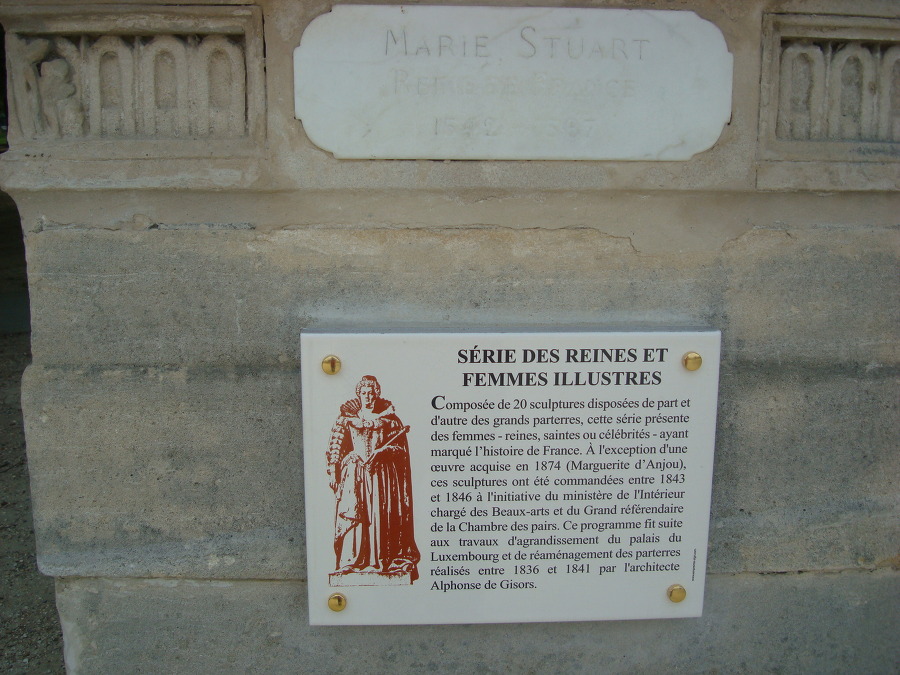 MARIE STUART
REINE DE FRANCE
SÉRIE DES REINES ET
FEMMES ILLUSTRES
Composée de 20 sculptures disposées de part et
d'autre des grands parterres, cette série présente
des femmes - reines, saintes ou célébrités - ayant
marqué l'histoire de France. À l'exception d'une
œuvre acquise en 1874 (Marguerite d'Anjou),
ces sculptures ont été commandées entre 1843
et 1846 à l'initiative du ministère de l'Intérieur
chargé des Beaux-arts et du Grand référendaire
de la Chambre des pairs. Ce programme fit suite
aux travaux d'agrandissement du palais du
Luxembourg et de réaménagement des parterres
réalisés entre 1836 et 1841 par l'architecte
Alphonse de Gisors.